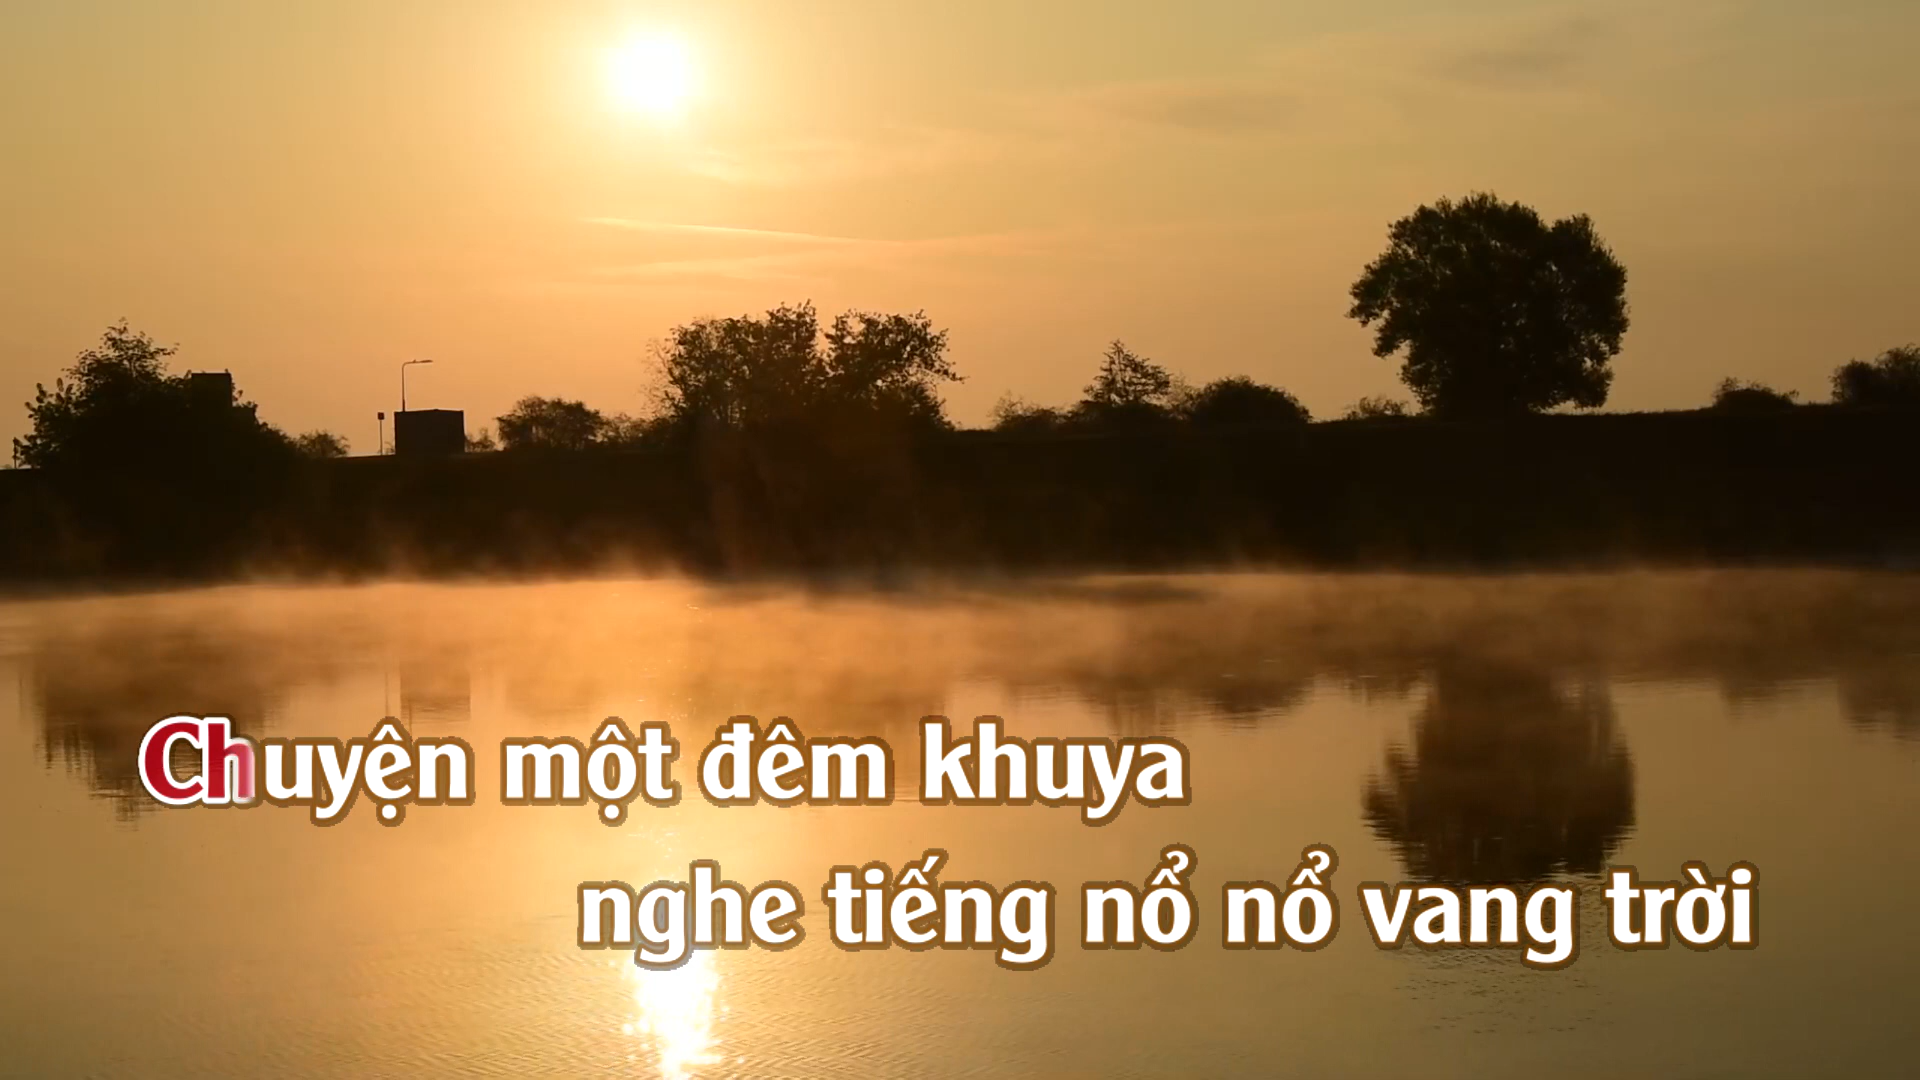 Chuyện một đêm khuya
nghe tiếng nổ nổ vang trời